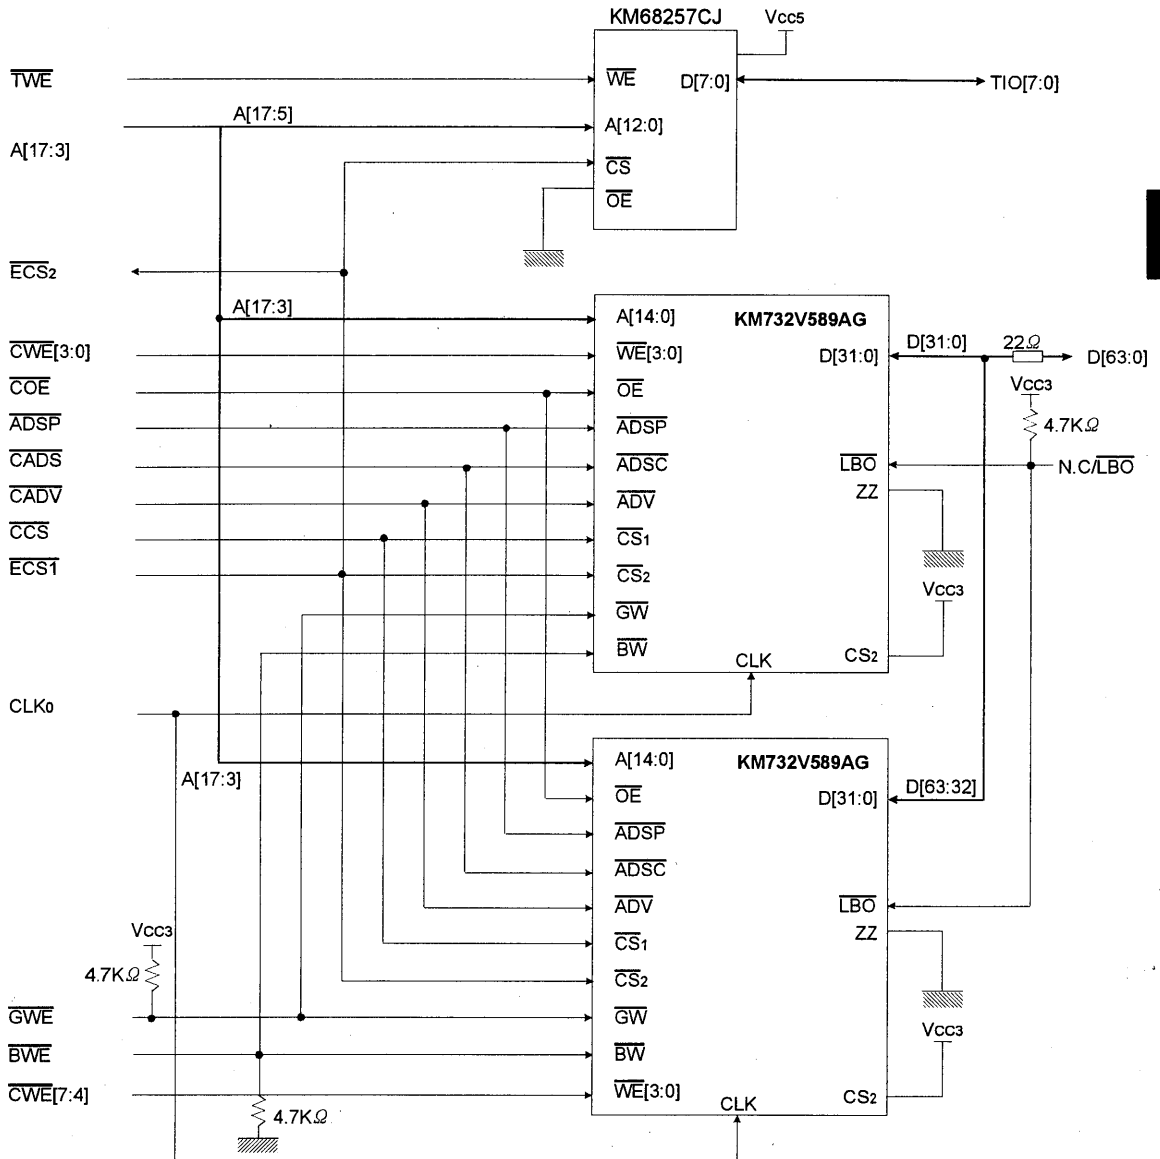 KM68257CJ
Vcc5
TWE
WE
D[7:0]
TIO[7:0]
A[17:5]
A[12:0]
A[17:3]
CS
OE
ECS2
A[17:3]
A[14:0]
KM732V589AG
CWE[3:0]
WE[3:0]
D[31:0]
D[31:0]
22Ω
D[63:0]
COE
OE
Vcc3
ADSP
ADSP
4.7KΩ
CADS
ADSC
LBO
N.C/LBO
CADV
ADV
ZZ
CCS
CS1
ECS1
CS2
Vcc3
GW
BW
CS2
CLK
CLK0
A[17:3]
A[14:0]
KM732V589AG
OE
D[31:0]
D[63:32]
ADSP
ADSC
ADV
LBO
Vcc3
CS1
ZZ
4.7KΩ
CS2
GWE
GW
Vcc3
BWE
BW
CWE[7:4]
WE[3:0]
CLK
CS2
4.7KΩ